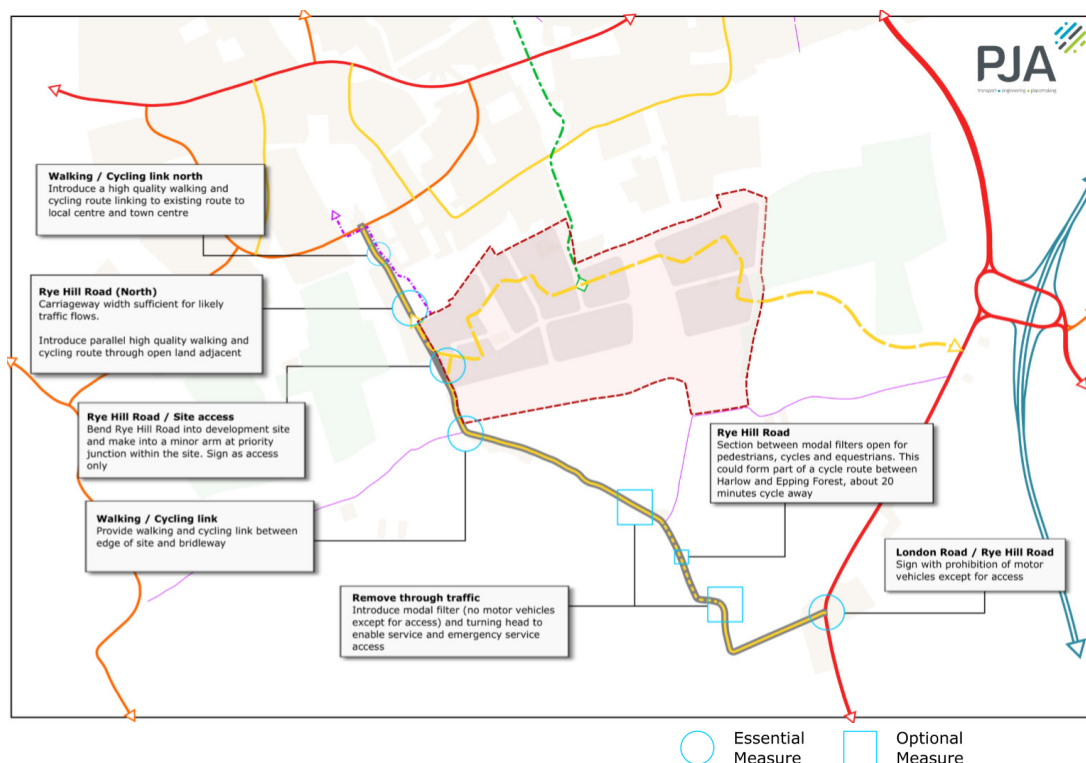 PJA
transport ● engineering ● placemaking
Walking / Cycling link north
Introduce a high quality walking and
cycling route linking to existing route to
local centre and town centre
Rye Hill Road (North)
Carriageway width sufficient for likely
traffic flows.
Introduce parallel high quality walking and
cycling route through open land adjacent
Rye Hill Road / Site access
Bend Rye Hill Road into development site
and make into a minor arm at priority
junction within the site. Sign as access
only
Walking / Cycling link
Provide walking and cycling link between
edge of site and bridleway
Remove through traffic
Introduce modal filter (no motor vehicles
except for access) and turning head to
enable service and emergency service
access
Rye Hill Road
Section between modal filters open for
pedestrians, cycles and equestrians. This
could form part of a cycle route between
Harlow and Epping Forest, about 20
minutes cycle away
London Road / Rye Hill Road
Sign with prohibition of motor
vehicles except for access
Essential
Measure
Optional
Measure